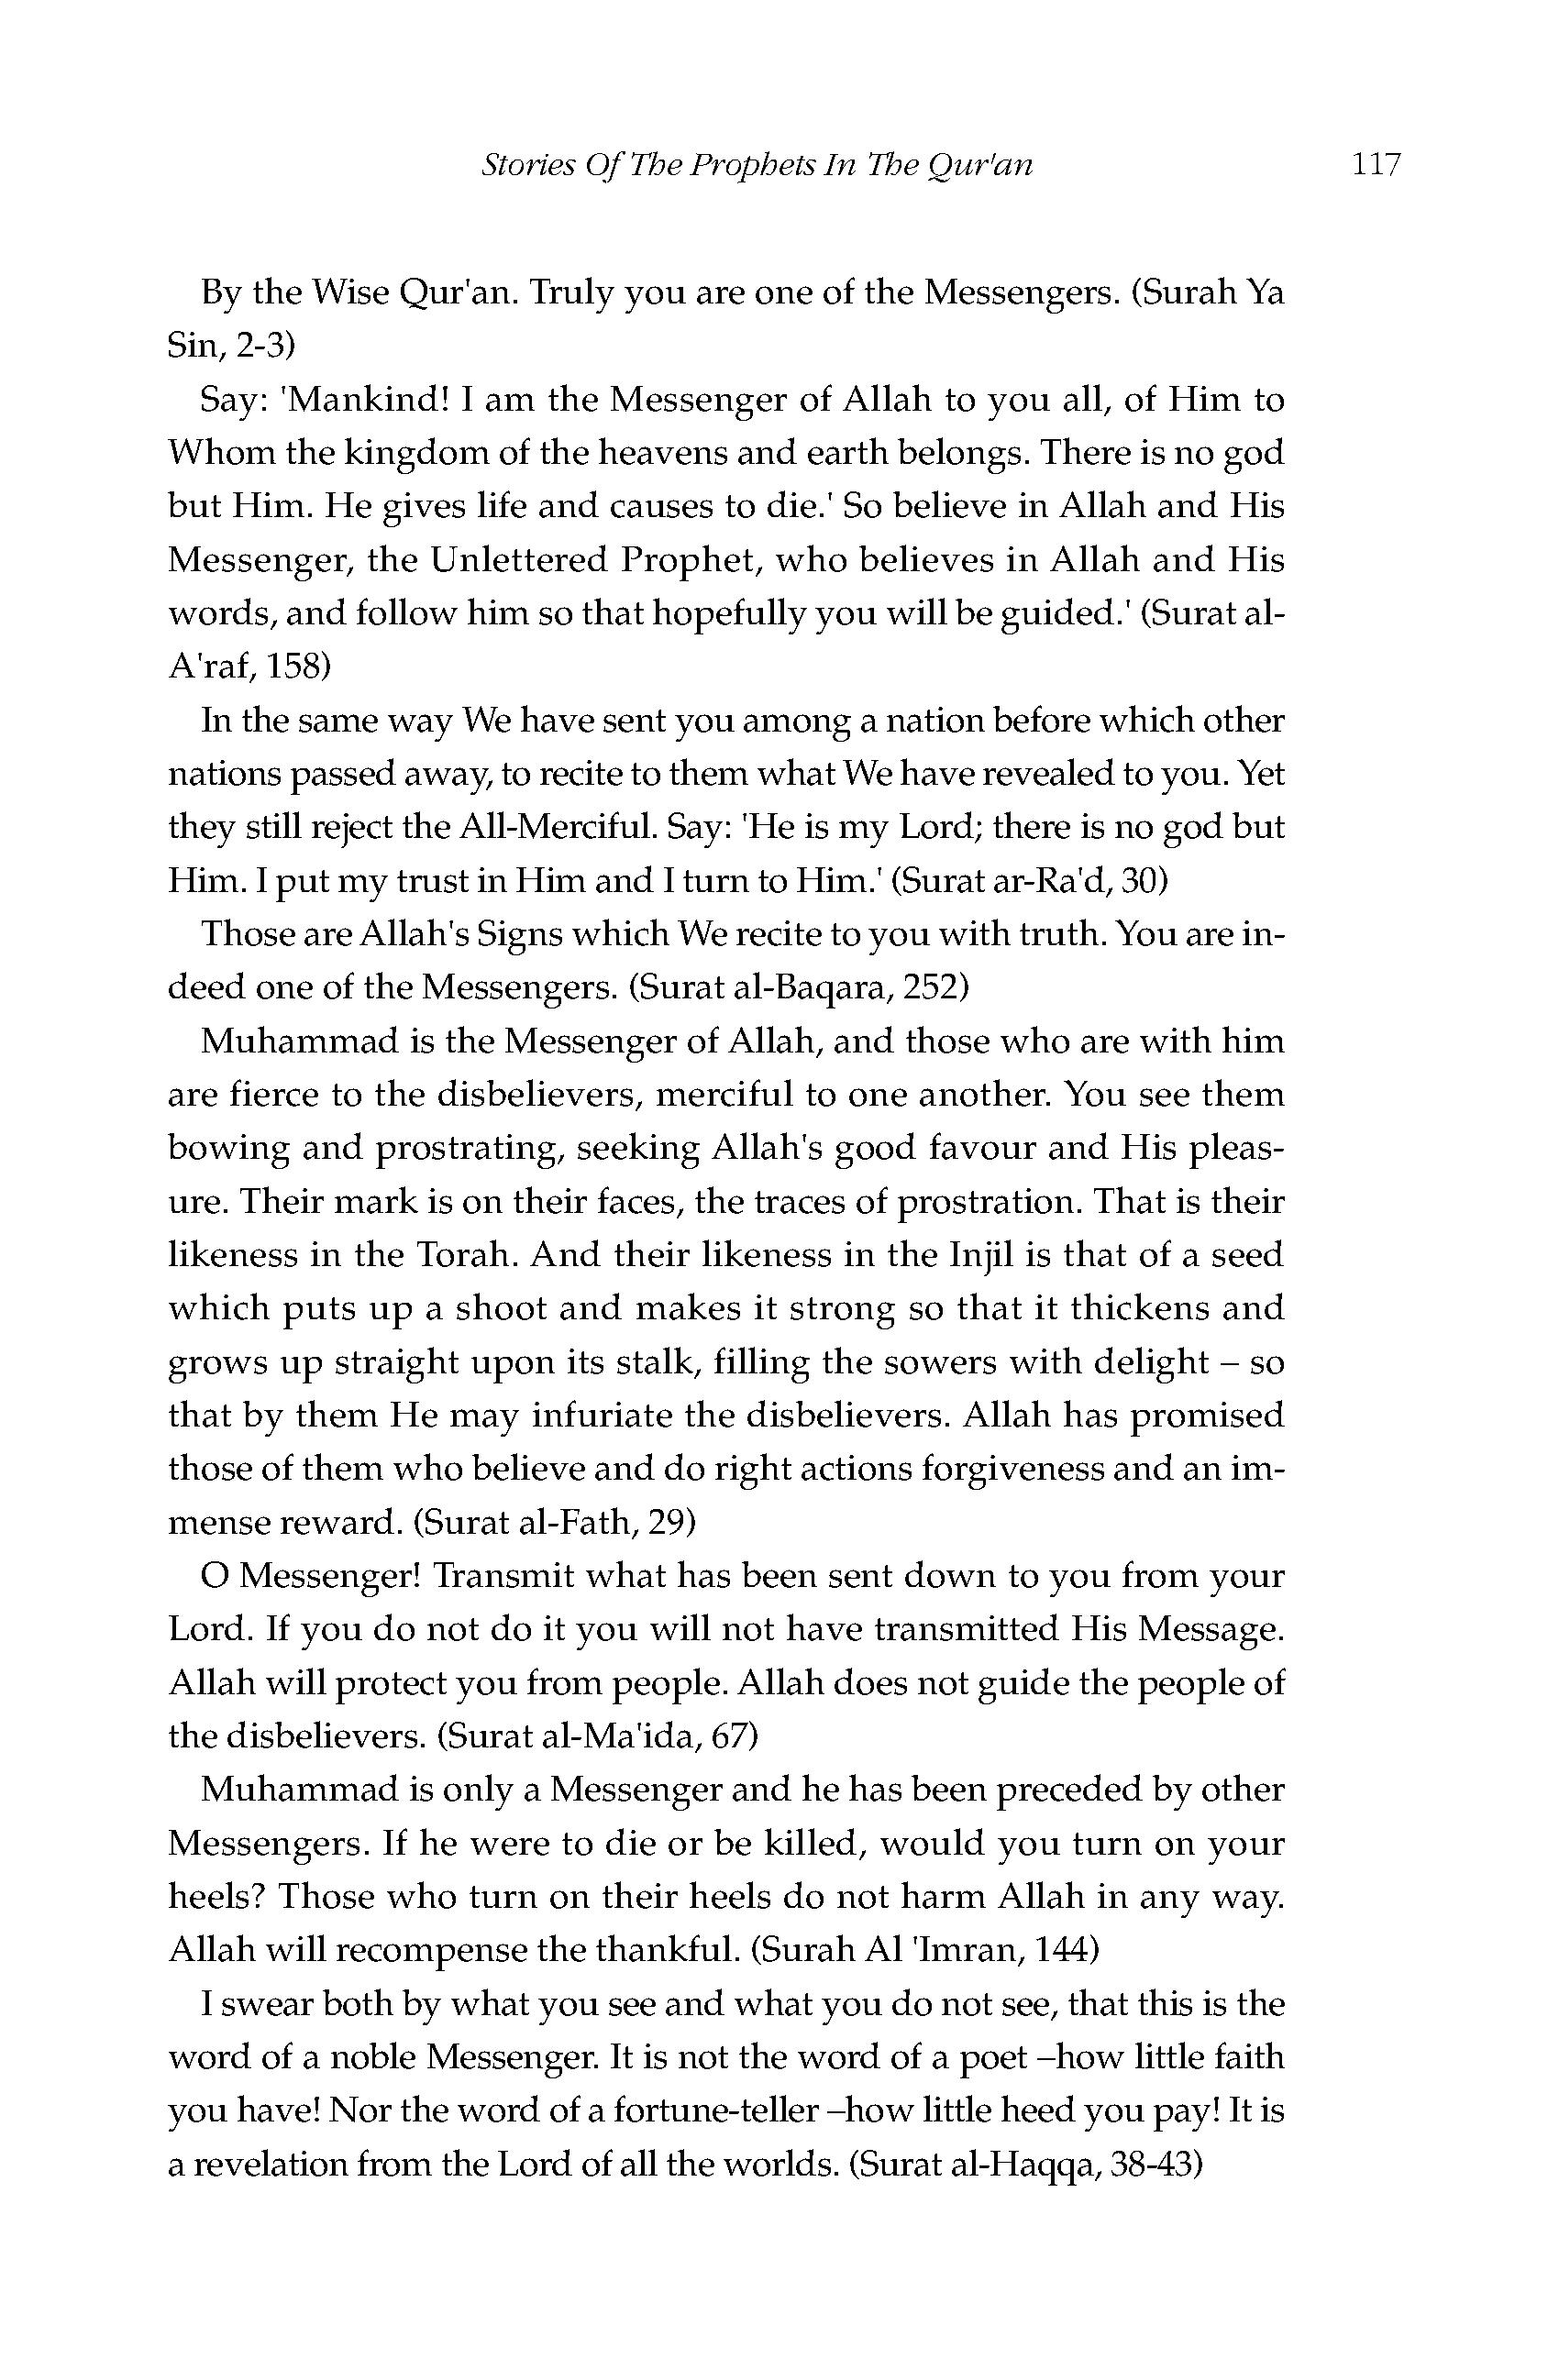 Stories Of The Prophets In The Qur'an 117
By the Wise Qur'an. Truly you are one of the Messengers. (Surah Ya
Sin, 2-3)
Say: 'Mankind! I am the Messenger of Allah to you all, of Him to
Whom the kingdom of the heavens and earth belongs. There is no god
but Him. He gives life and causes to die.' So believe in Allah and His
Messenger, the Unlettered Prophet, who believes in Allah and His
words, and follow him so that hopefully you will be guided.' (Surat al-
A'raf, 158)
In the same way We have sent you among a nation before which other
nations passed away, to recite to them what We have revealed to you. Yet
they still reject the All-Merciful. Say: 'He is my Lord; there is no god but
Him. I put my trust in Him and I turn to Him.' (Surat ar-Ra'd, 30)
Those are Allah's Signs which We recite to you with truth. You are in-
deed one of the Messengers. (Surat al-Baqara, 252)
Muhammad is the Messenger of Allah, and those who are with him
are fierce to the disbelievers, merciful to one another. You see them
bowing and prostrating, seeking Allah's good favour and His pleas-
ure. Their mark is on their faces, the traces of prostration. That is their
likeness in the Torah. And their likeness in the Injil is that of a seed
which puts up a shoot and makes it strong so that it thickens and
grows up straight upon its stalk, filling the sowers with delight – so
that by them He may infuriate the disbelievers. Allah has promised
those of them who believe and do right actions forgiveness and an im-
mense reward. (Surat al-Fath, 29)
O Messenger! Transmit what has been sent down to you from your
Lord. If you do not do it you will not have transmitted His Message.
Allah will protect you from people. Allah does not guide the people of
the disbelievers. (Surat al-Ma'ida, 67)
Muhammad is only a Messenger and he has been preceded by other
Messengers. If he were to die or be killed, would you turn on your
heels? Those who turn on their heels do not harm Allah in any way.
Allah will recompense the thankful. (Surah Al 'Imran, 144)
I swear both by what you see and what you do not see, that this is the
word of a noble Messenger. It is not the word of a poet –how little faith
you have! Nor the word of a fortune-teller –how little heed you pay! It is
a revelation from the Lord of all the worlds. (Surat al-Haqqa, 38-43)